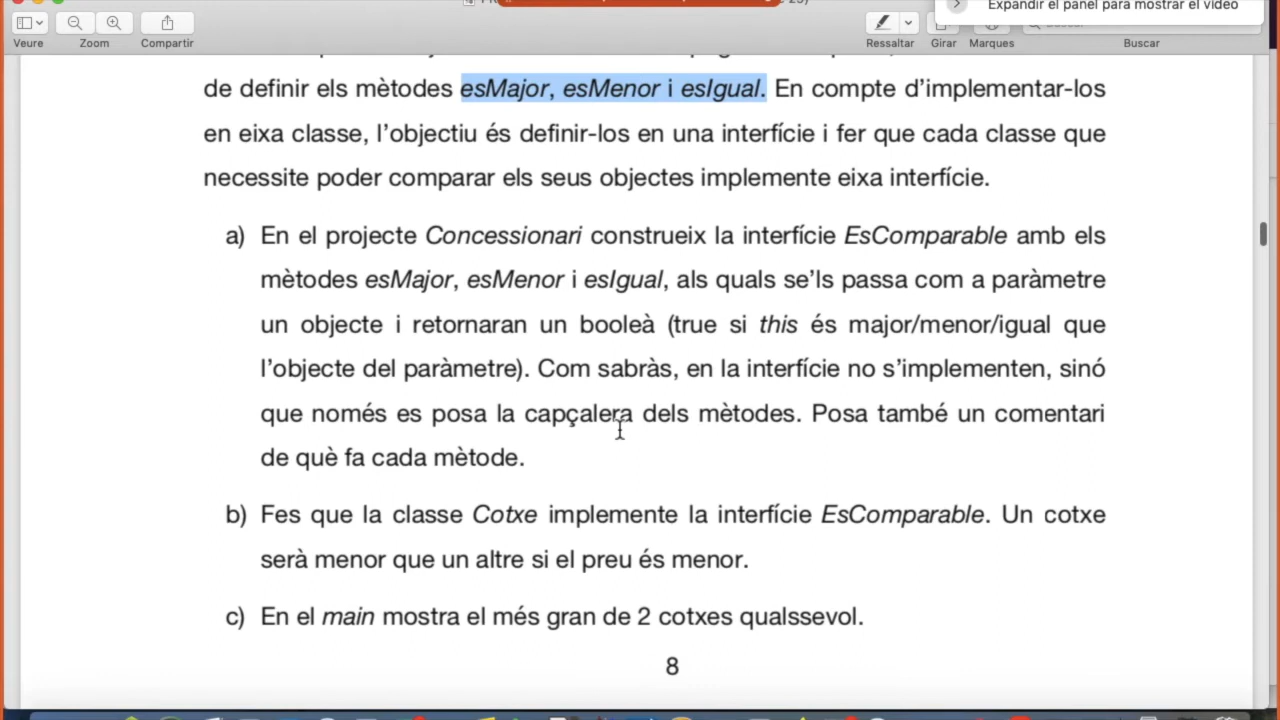 Expandir el panel para mostrar el vídeo
Veure
Zoom
Compartir
Ressaltar
Girar
Marques
Buscar
de definir els mètodes esMajor, esMenor i esIgual. En compte d'implementar-los
en eixa classe, l'objectiu és definir-los en una interfície i fer que cada classe que
necessite poder comparar els seus objectes implemente eixa interfície.
a) En el projecte Concessionari construeix la interfície EsComparable amb els
mètodes esMajor, esMenor i esIgual, als quals se'ls passa com a paràmetre
un objecte i retornaran un booleà (true si this és major/menor/igual que
l'objecte del paràmetre). Com sabràs, en la interfície no s'implementen, sinó
que només es posa la capçalera dels mètodes. Posa també un comentari
de què fa cada mètode.
b) Fes que la classe Cotxe implemente la interfície EsComparable. Un cotxe
serà menor que un altre si el preu és menor.
c) En el main mostra el més gran de 2 cotxes qualssevol.
8